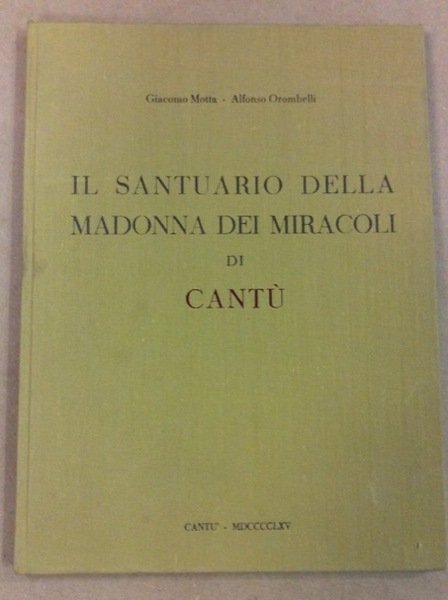 Giacomo Motta - Alfonso Orombelli
IL SANTUARIO DELLA
MADONNA DEI MIRACOLI
DI
CANTÙ
CANTU' - MDCCCCLXV